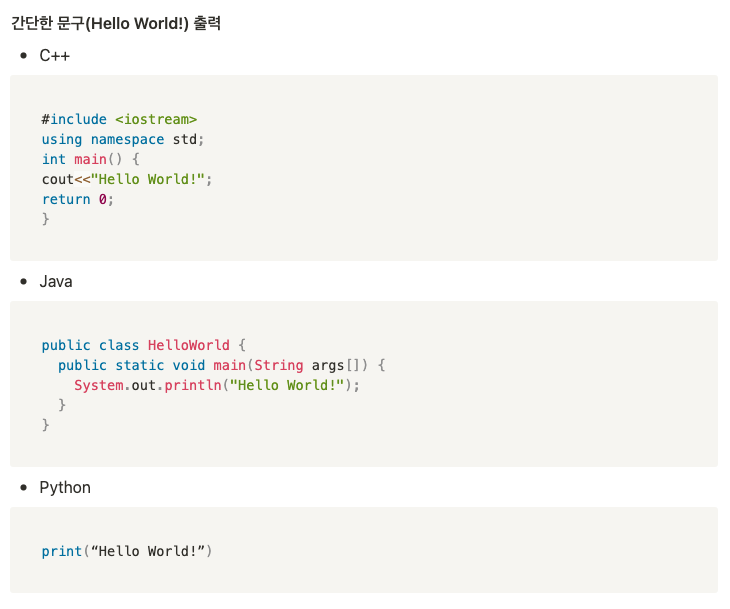 간단한 문구(Hello World!) 출력
• C++
#include <iostream>
using namespace std;
int main() {
cout<<"Hello World!";
return 0;
}
• Java
public class HelloWorld {
  public static void main(String args[]) {
    System.out.println("Hello World!");
  }
}
• Python
print(“Hello World!”)